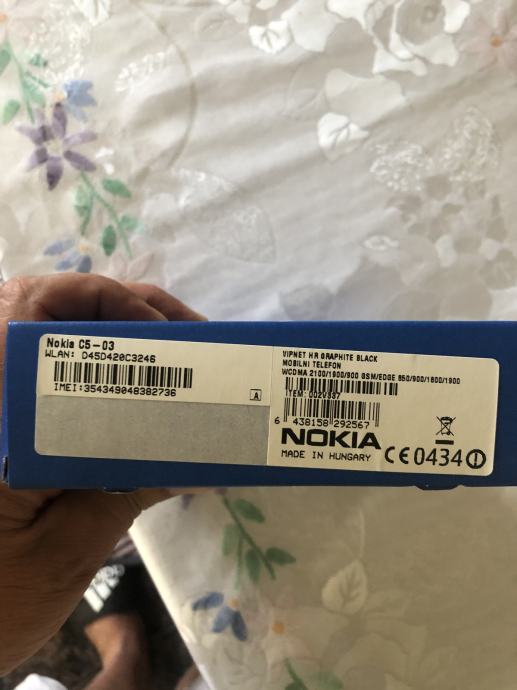 Nokia C5-03
WLAN: D45D420C3246
IMEI:354349048382736
A
VIPNET HR GRAPHITE BLACK
MOBILNI TELEFON
WCDMA 2100/1900/900 GSM/EDGE 850/900/1800/1900
ITEM: 002V337
6 438158 292567
NOKIA
MADE IN HUNGARY
CE0434